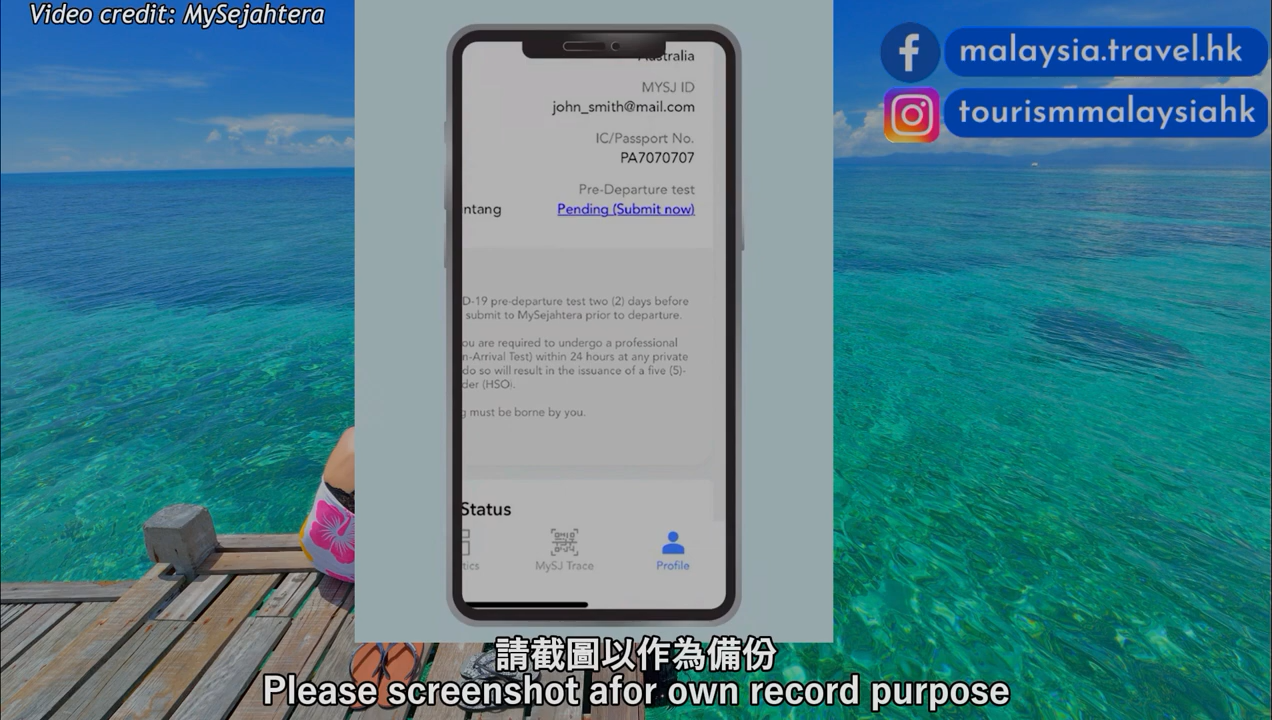 Video credit: MySejahtera
malaysia.travel.hk
tourismmalaysiahk
Australia
MYSJ ID
john_smith@mail.com
IC/Passport No.
PA7070707
Pre-Departure test
ntang
Pending (Submit now)
D-19 pre-departure test two (2) days before
submit to MySejahtera prior to departure.
ou are required to undergo a professional
n-Arrival Test) within 24 hours at any private
do so will result in the issuance of a five (5)-
der (HSO).
g must be borne by you.
Status
tics
MySJ Trace
Profile
請截圖以作為備份
Please screenshot afor own record purpose